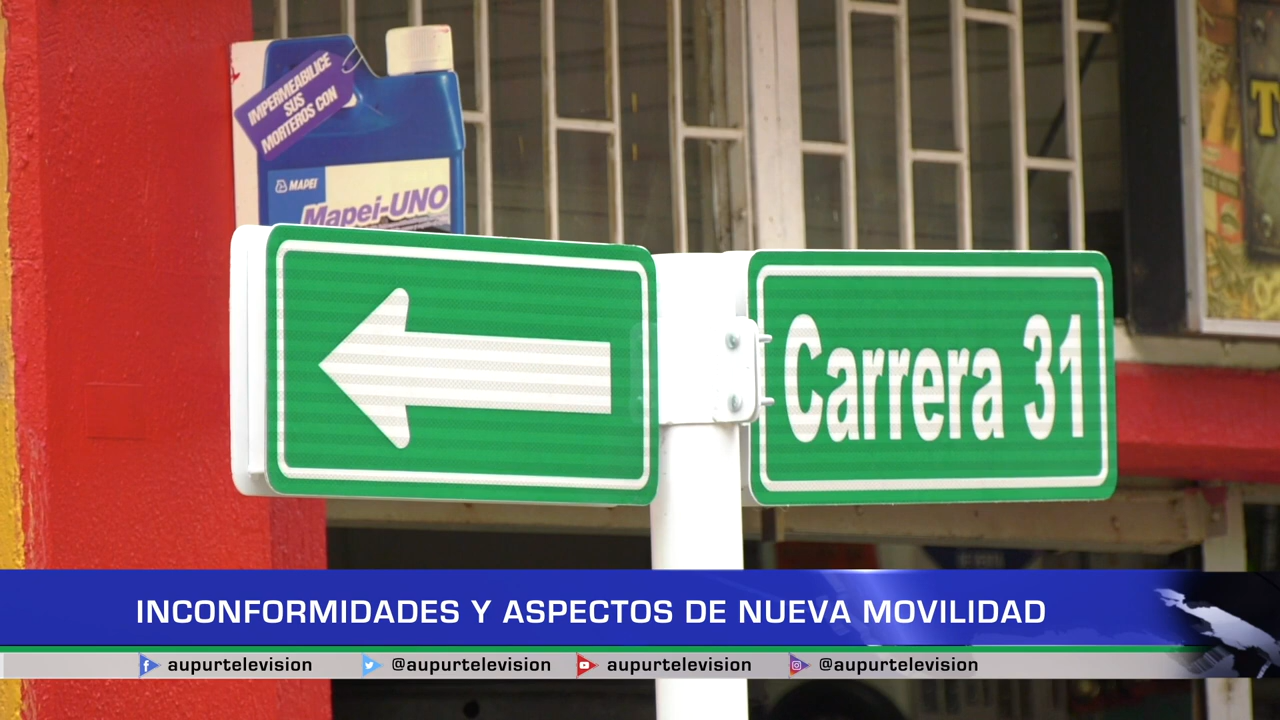 IMPERMEABILICE
SUS
MORTEROS CON
MAPEI
Mapei-UNO
Carrera 31
INCONFORMIDADES Y ASPECTOS DE NUEVA MOVILIDAD
aupurtelevision
@aupurtelevision
aupurtelevision
@aupurtelevision